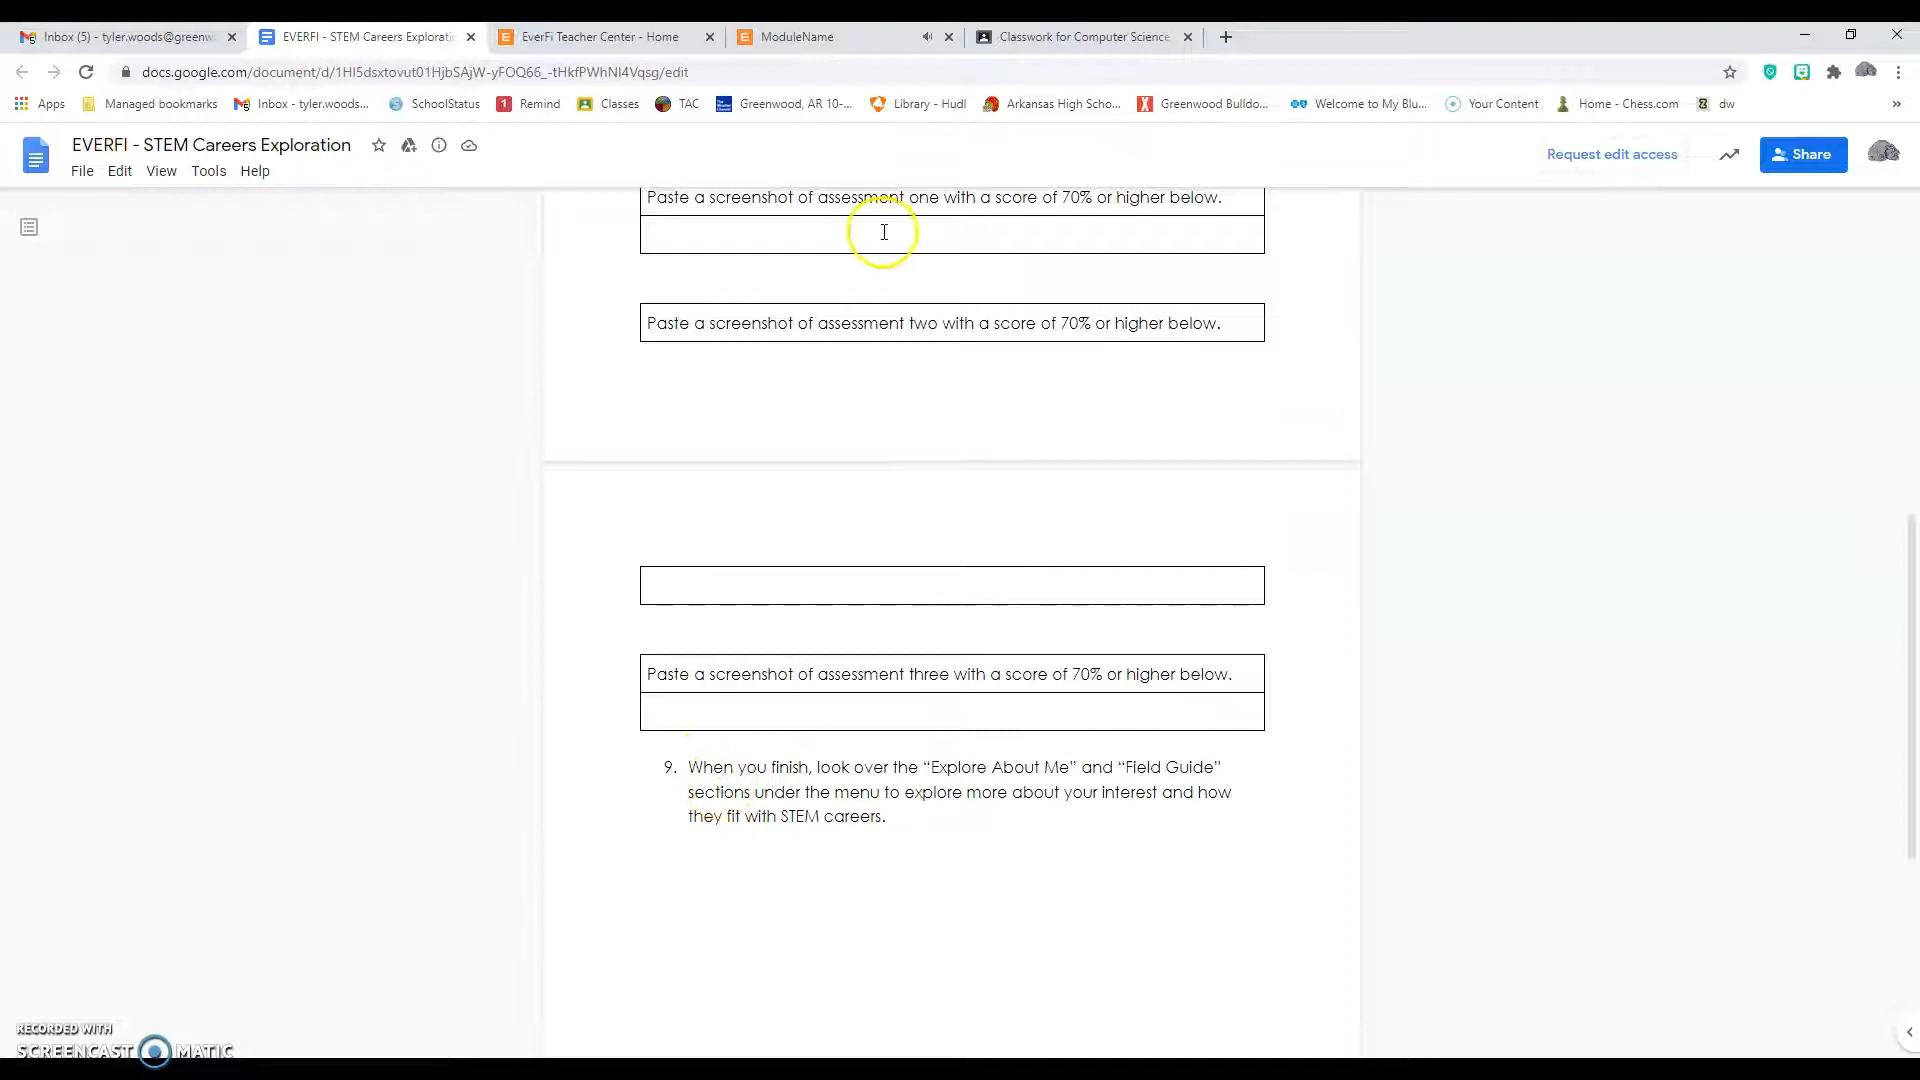 Inbox (5) - tyler.woods@greenw
EVERFI - STEM Careers Exploratio
EverFi Teacher Center - Home
ModuleName
Classwork for Computer Science
docs.google.com/document/d/1HI5dsxtovut01HjbSAjW-yFOQ66_-tHkfPWhNI4Vqsg/edit
Apps
Managed bookmarks
Inbox - tyler.woods...
SchoolStatus
1 Remind
Classes
TAC
Greenwood, AR 10-...
Library - Hudl
Arkansas High Scho...
Greenwood Bulldo...
Welcome to My Blu...
Your Content
Home - Chess.com
dw
EVERFI - STEM Careers Exploration
File Edit View Tools Help
Request edit access
Share
Paste a screenshot of assessment one with a score of 70% or higher below.
Paste a screenshot of assessment two with a score of 70% or higher below.
Paste a screenshot of assessment three with a score of 70% or higher below.
9. When you finish, look over the “Explore About Me” and “Field Guide”
sections under the menu to explore more about your interest and how
they fit with STEM careers.
RECORDED WITH
SCREENCAST MATIC